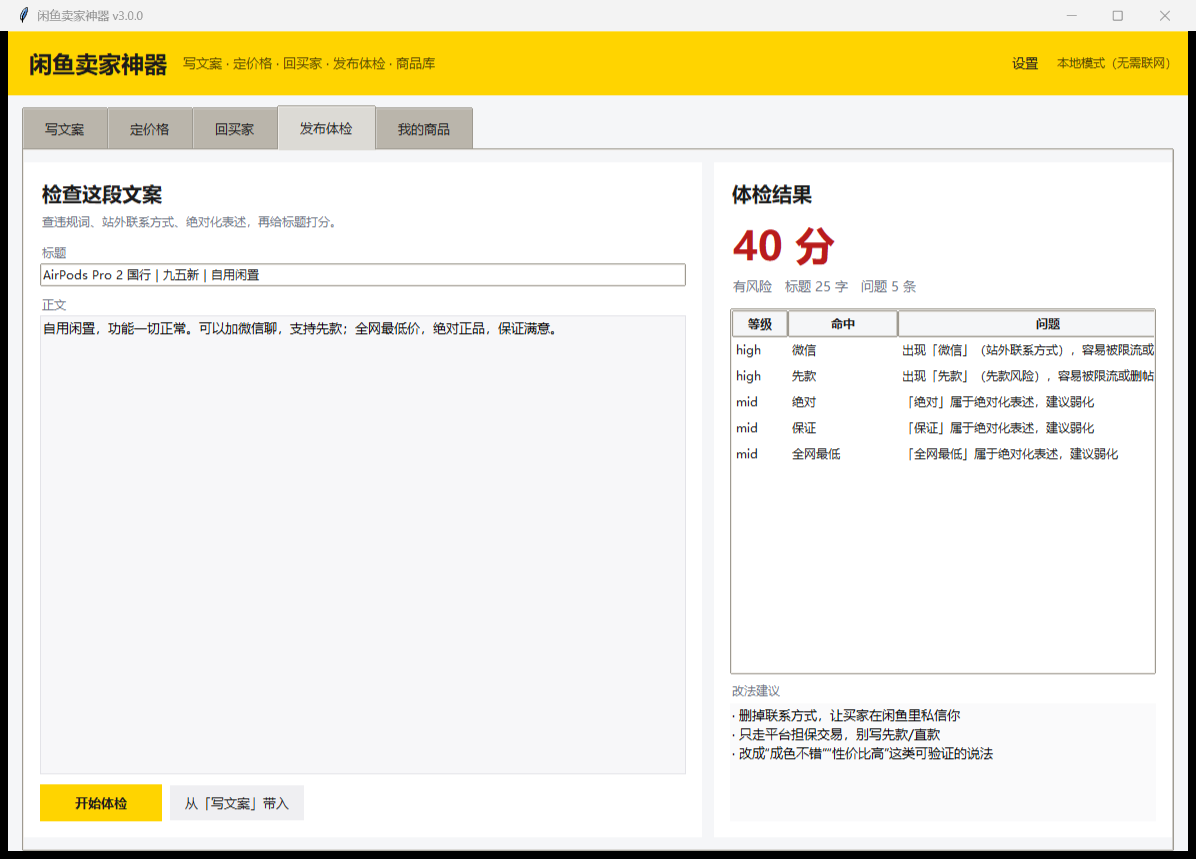 闲鱼卖家神器 v3.0.0
闲鱼卖家神器 写文案 · 定价格 · 回买家 · 发布体检 · 商品库 设置 本地模式（无需联网）
写文案 定价格 回买家 发布体检 我的商品
检查这段文案
查违规词、站外联系方式、绝对化表述，再给标题打分。
标题
AirPods Pro 2 国行 | 九五新 | 自用闲置
正文
自用闲置，功能一切正常。可以加微信聊，支持先款；全网最低价，绝对正品，保证满意。
开始体检 从「写文案」带入
体检结果
40 分
有风险 标题 25 字 问题 5 条
等级 命中 问题
high 微信 出现「微信」（站外联系方式），容易被限流或
high 先款 出现「先款」（先款风险），容易被限流或删帖
mid 绝对 「绝对」属于绝对化表述，建议弱化
mid 保证 「保证」属于绝对化表述，建议弱化
mid 全网最低 「全网最低」属于绝对化表述，建议弱化
改法建议
· 删掉联系方式，让买家在闲鱼里私信你
· 只走平台担保交易，别写先款/直款
· 改成“成色不错”“性价比高”这类可验证的说法